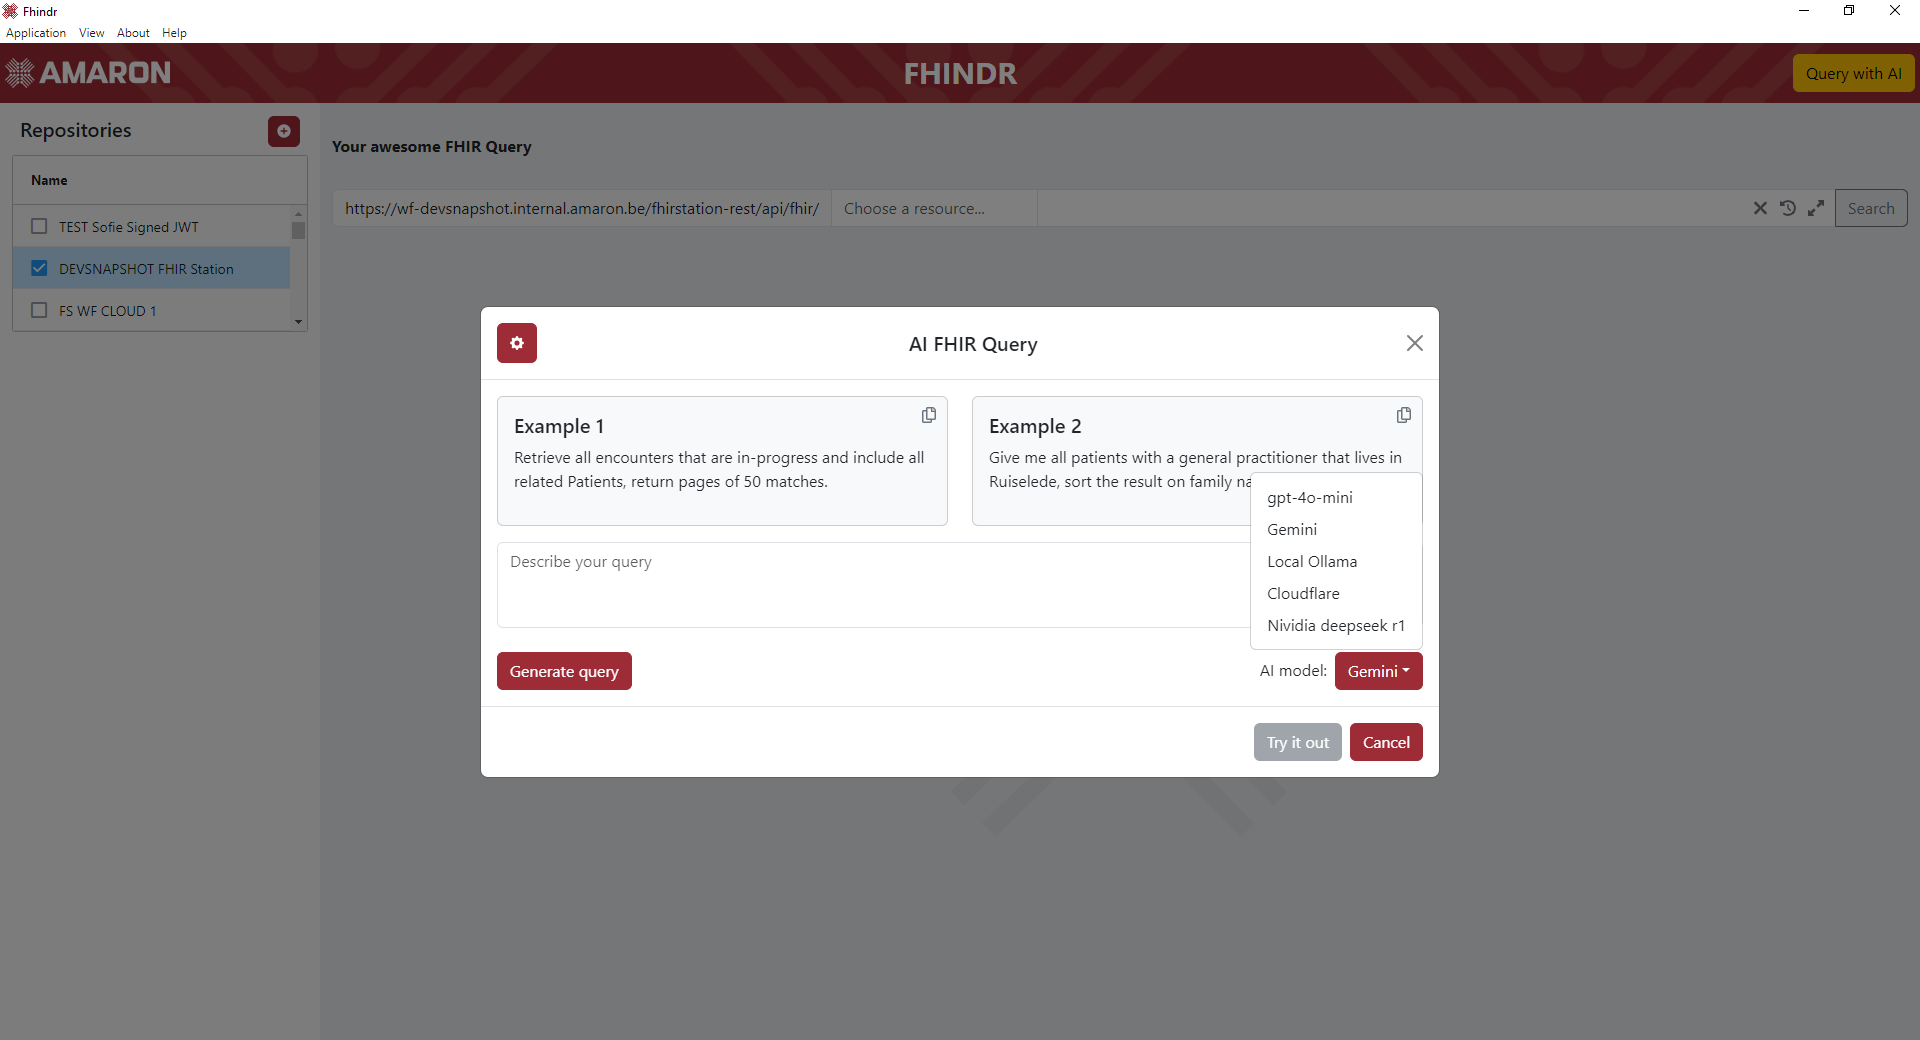 Fhindr
Application View About Help
AMARON
FHINDR
Query with AI
Repositories
Name
TEST Sofie Signed JWT
DEVSNAPSHOT FHIR Station
FS WF CLOUD 1
Your awesome FHIR Query
https://wf-devsnapshot.internal.amaron.be/fhirstation-rest/api/fhir/ Choose a resource... Search
AI FHIR Query
Example 1
Retrieve all encounters that are in-progress and include all
related Patients, return pages of 50 matches.
Example 2
Give me all patients with a general practitioner that lives in
Ruiselede, sort the result on family na
Describe your query
gpt-4o-mini
Gemini
Local Ollama
Cloudflare
Nividia deepseek r1
Generate query
AI model: Gemini
Try it out Cancel